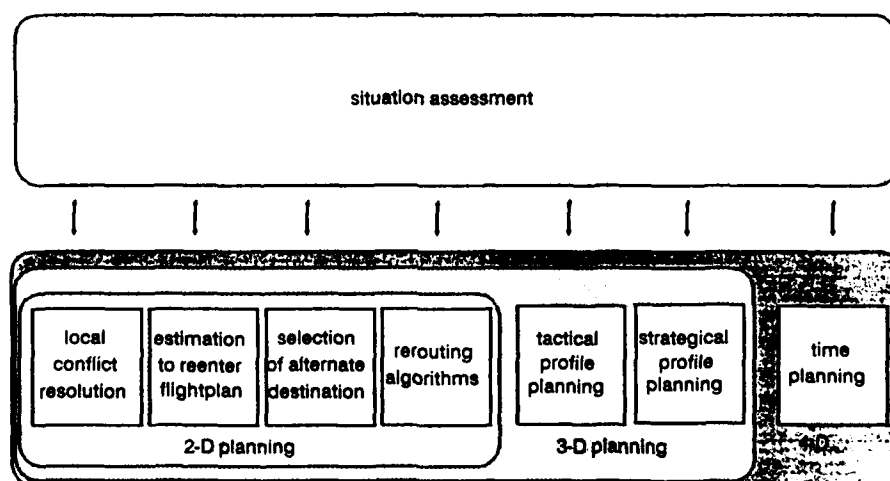 situation assessment
local conflict resolution
estimation to reenter flightplan
selection of alternate destination
rerouting algorithms
tactical profile planning
strategical profile planning
time planning
2-D planning
3-D planning
4-D